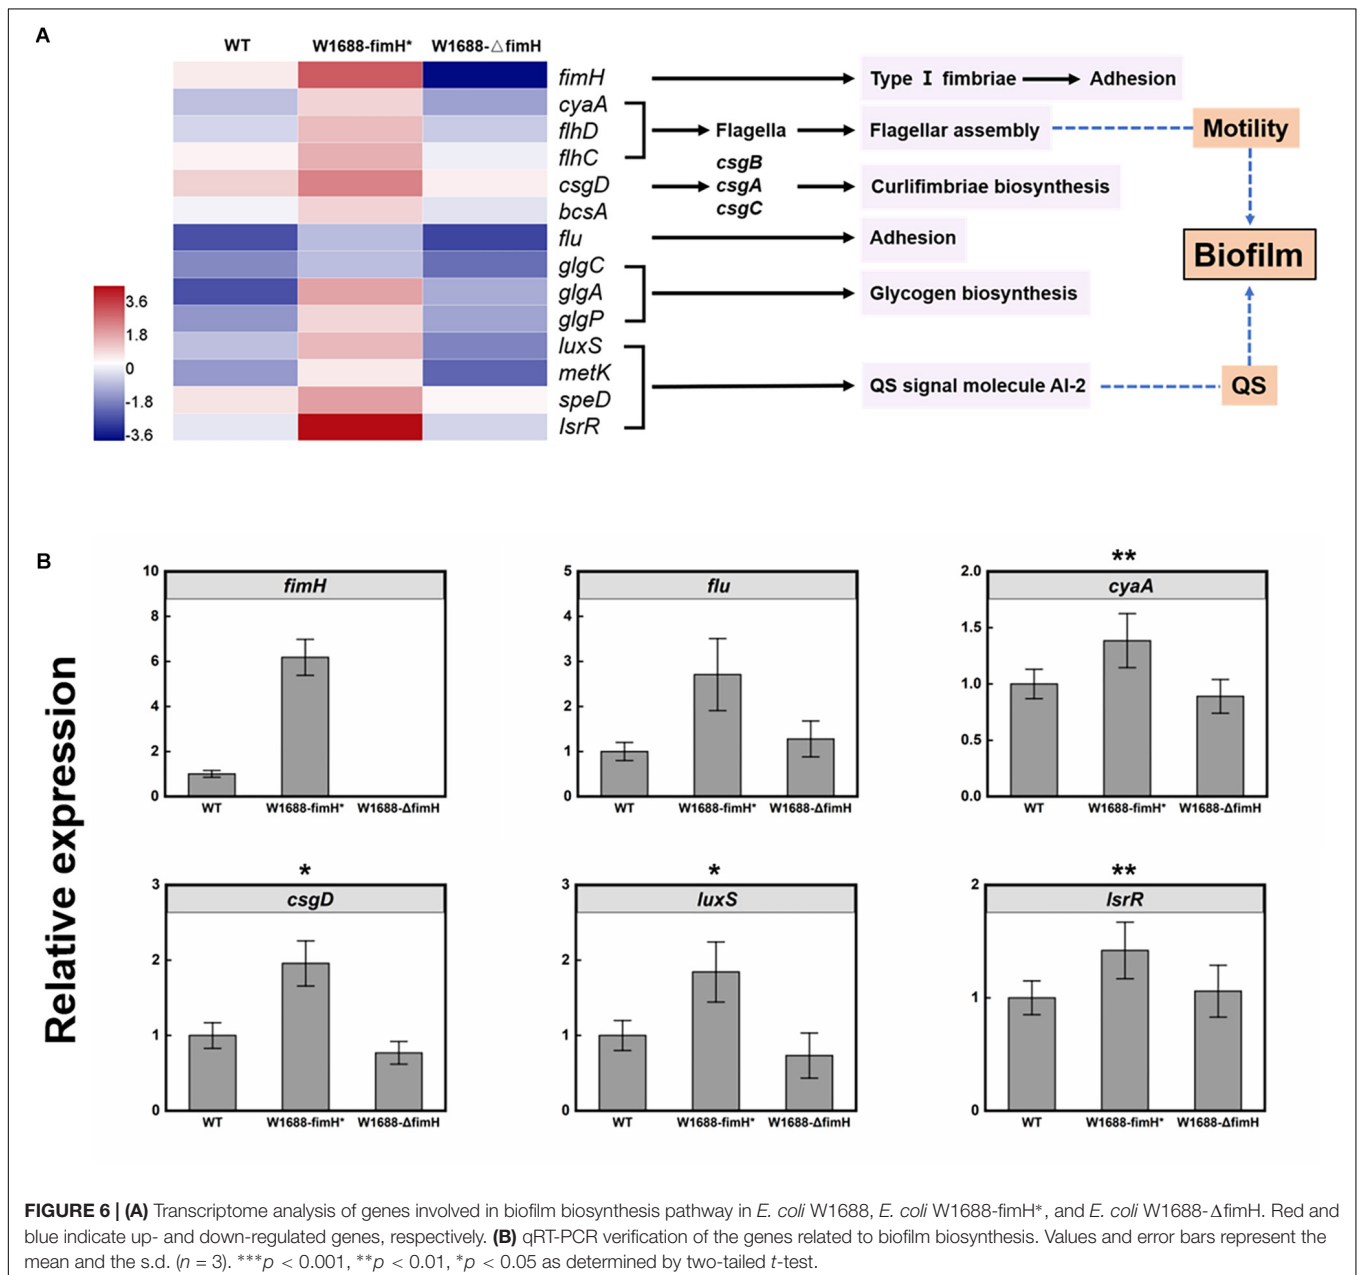 A
WT W1688-fimH* W1688-△fimH
fimH Type I fimbriae Adhesion
cyaA
flhD Flagella Flagellar assembly Motility
flhC
csgB
csgD csgA Curlifimbriae biosynthesis
csgC
bcsA
flu Adhesion
Biofilm
glgC
glgA Glycogen biosynthesis
glgP
luxS
metK QS signal molecule AI-2 QS
speD
lsrR
3.6
1.8
0
-1.8
-3.6
B
Relative expression
10
8
6
4
2
0
fimH
WT W1688-fimH* W1688-ΔfimH
5
4
3
2
1
0
flu
WT W1688-fimH* W1688-ΔfimH
**
2.0
1.5
1.0
0.5
0.0
cyaA
WT W1688-fimH* W1688-ΔfimH
*
3
2
1
0
csgD
WT W1688-fimH* W1688-ΔfimH
*
3
2
1
0
luxS
WT W1688-fimH* W1688-ΔfimH
**
2
1
0
lsrR
WT W1688-fimH* W1688-ΔfimH
FIGURE 6 | (A) Transcriptome analysis of genes involved in biofilm biosynthesis pathway in E. coli W1688, E. coli W1688-fimH*, and E. coli W1688-ΔfimH. Red and
blue indicate up- and down-regulated genes, respectively. (B) qRT-PCR verification of the genes related to biofilm biosynthesis. Values and error bars represent the
mean and the s.d. (n = 3). ***p < 0.001, **p < 0.01, *p < 0.05 as determined by two-tailed t-test.